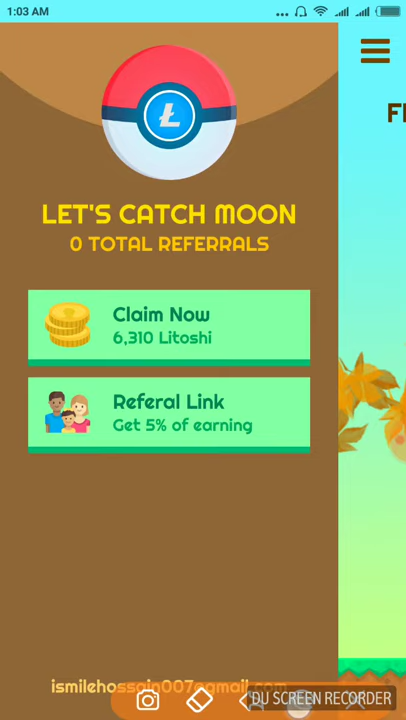 1:03 AM
FI
LET'S CATCH MOON
0 TOTAL REFERRALS
Claim Now
6,310 Litoshi
Referal Link
Get 5% of earning
DU SCREEN RECORDER